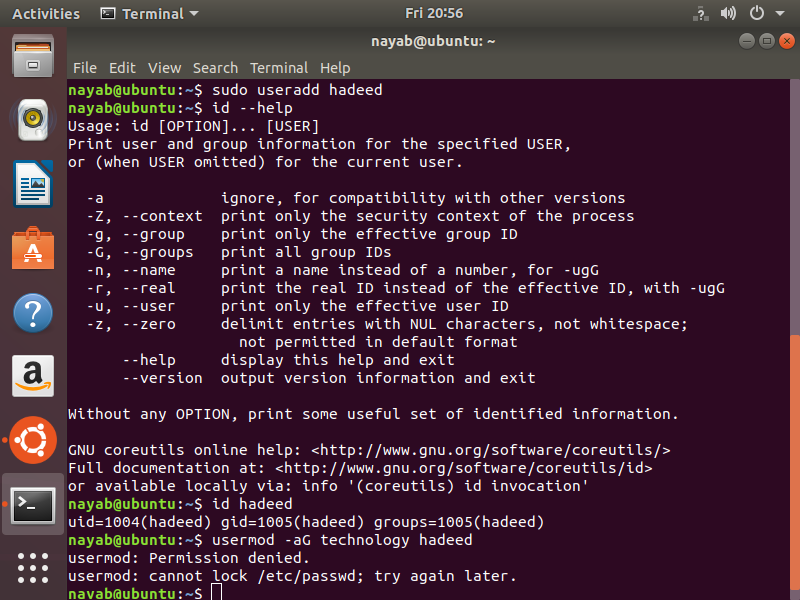 Activities Terminal Fri 20:56
nayab@ubuntu: ~
File Edit View Search Terminal Help
nayab@ubuntu:~$ sudo useradd hadeed
nayab@ubuntu:~$ id --help
Usage: id [OPTION]... [USER]
Print user and group information for the specified USER,
or (when USER omitted) for the current user.
-a ignore, for compatibility with other versions
-Z, --context print only the security context of the process
-g, --group print only the effective group ID
-G, --groups print all group IDs
-n, --name print a name instead of a number, for -ugG
-r, --real print the real ID instead of the effective ID, with -ugG
-u, --user print only the effective user ID
-z, --zero delimit entries with NUL characters, not whitespace;
not permitted in default format
--help display this help and exit
--version output version information and exit
Without any OPTION, print some useful set of identified information.
GNU coreutils online help: <http://www.gnu.org/software/coreutils/>
Full documentation at: <http://www.gnu.org/software/coreutils/id>
or available locally via: info '(coreutils) id invocation'
nayab@ubuntu:~$ id hadeed
uid=1004(hadeed) gid=1005(hadeed) groups=1005(hadeed)
nayab@ubuntu:~$ usermod -aG technology hadeed
usermod: Permission denied.
usermod: cannot lock /etc/passwd; try again later.
nayab@ubuntu:~$